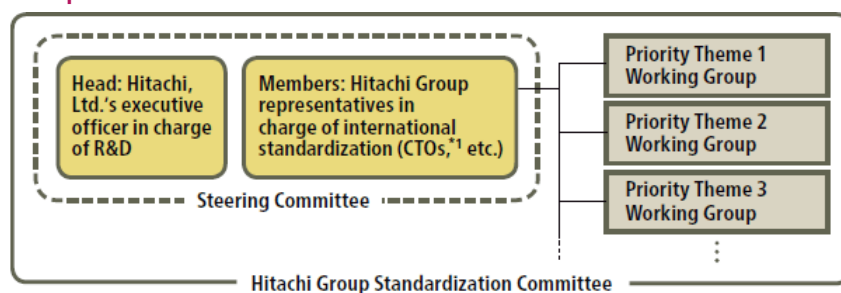 Head: Hitachi,
Ltd.'s executive
officer in charge
of R&D
Members: Hitachi Group
representatives in
charge of international
standardization (CTOs,*1 etc.)
Steering Committee
Priority Theme 1
Working Group
Priority Theme 2
Working Group
Priority Theme 3
Working Group
Hitachi Group Standardization Committee